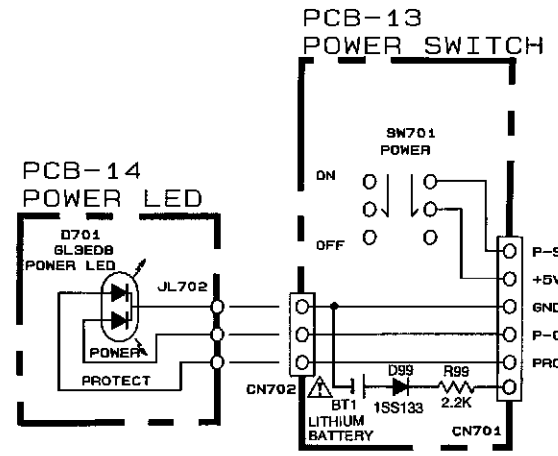 PCB-13
POWER SWITCH
SW701
POWER
ON
OFF
PCB-14
POWER LED
D701
GL3ED8
POWER LED
JL702
POWER
PROTECT
CN702
BT1
LITHIUM
BATTERY
D99
1SS133
R99
2.2K
CN701
P-S
+5V
GND
PRO